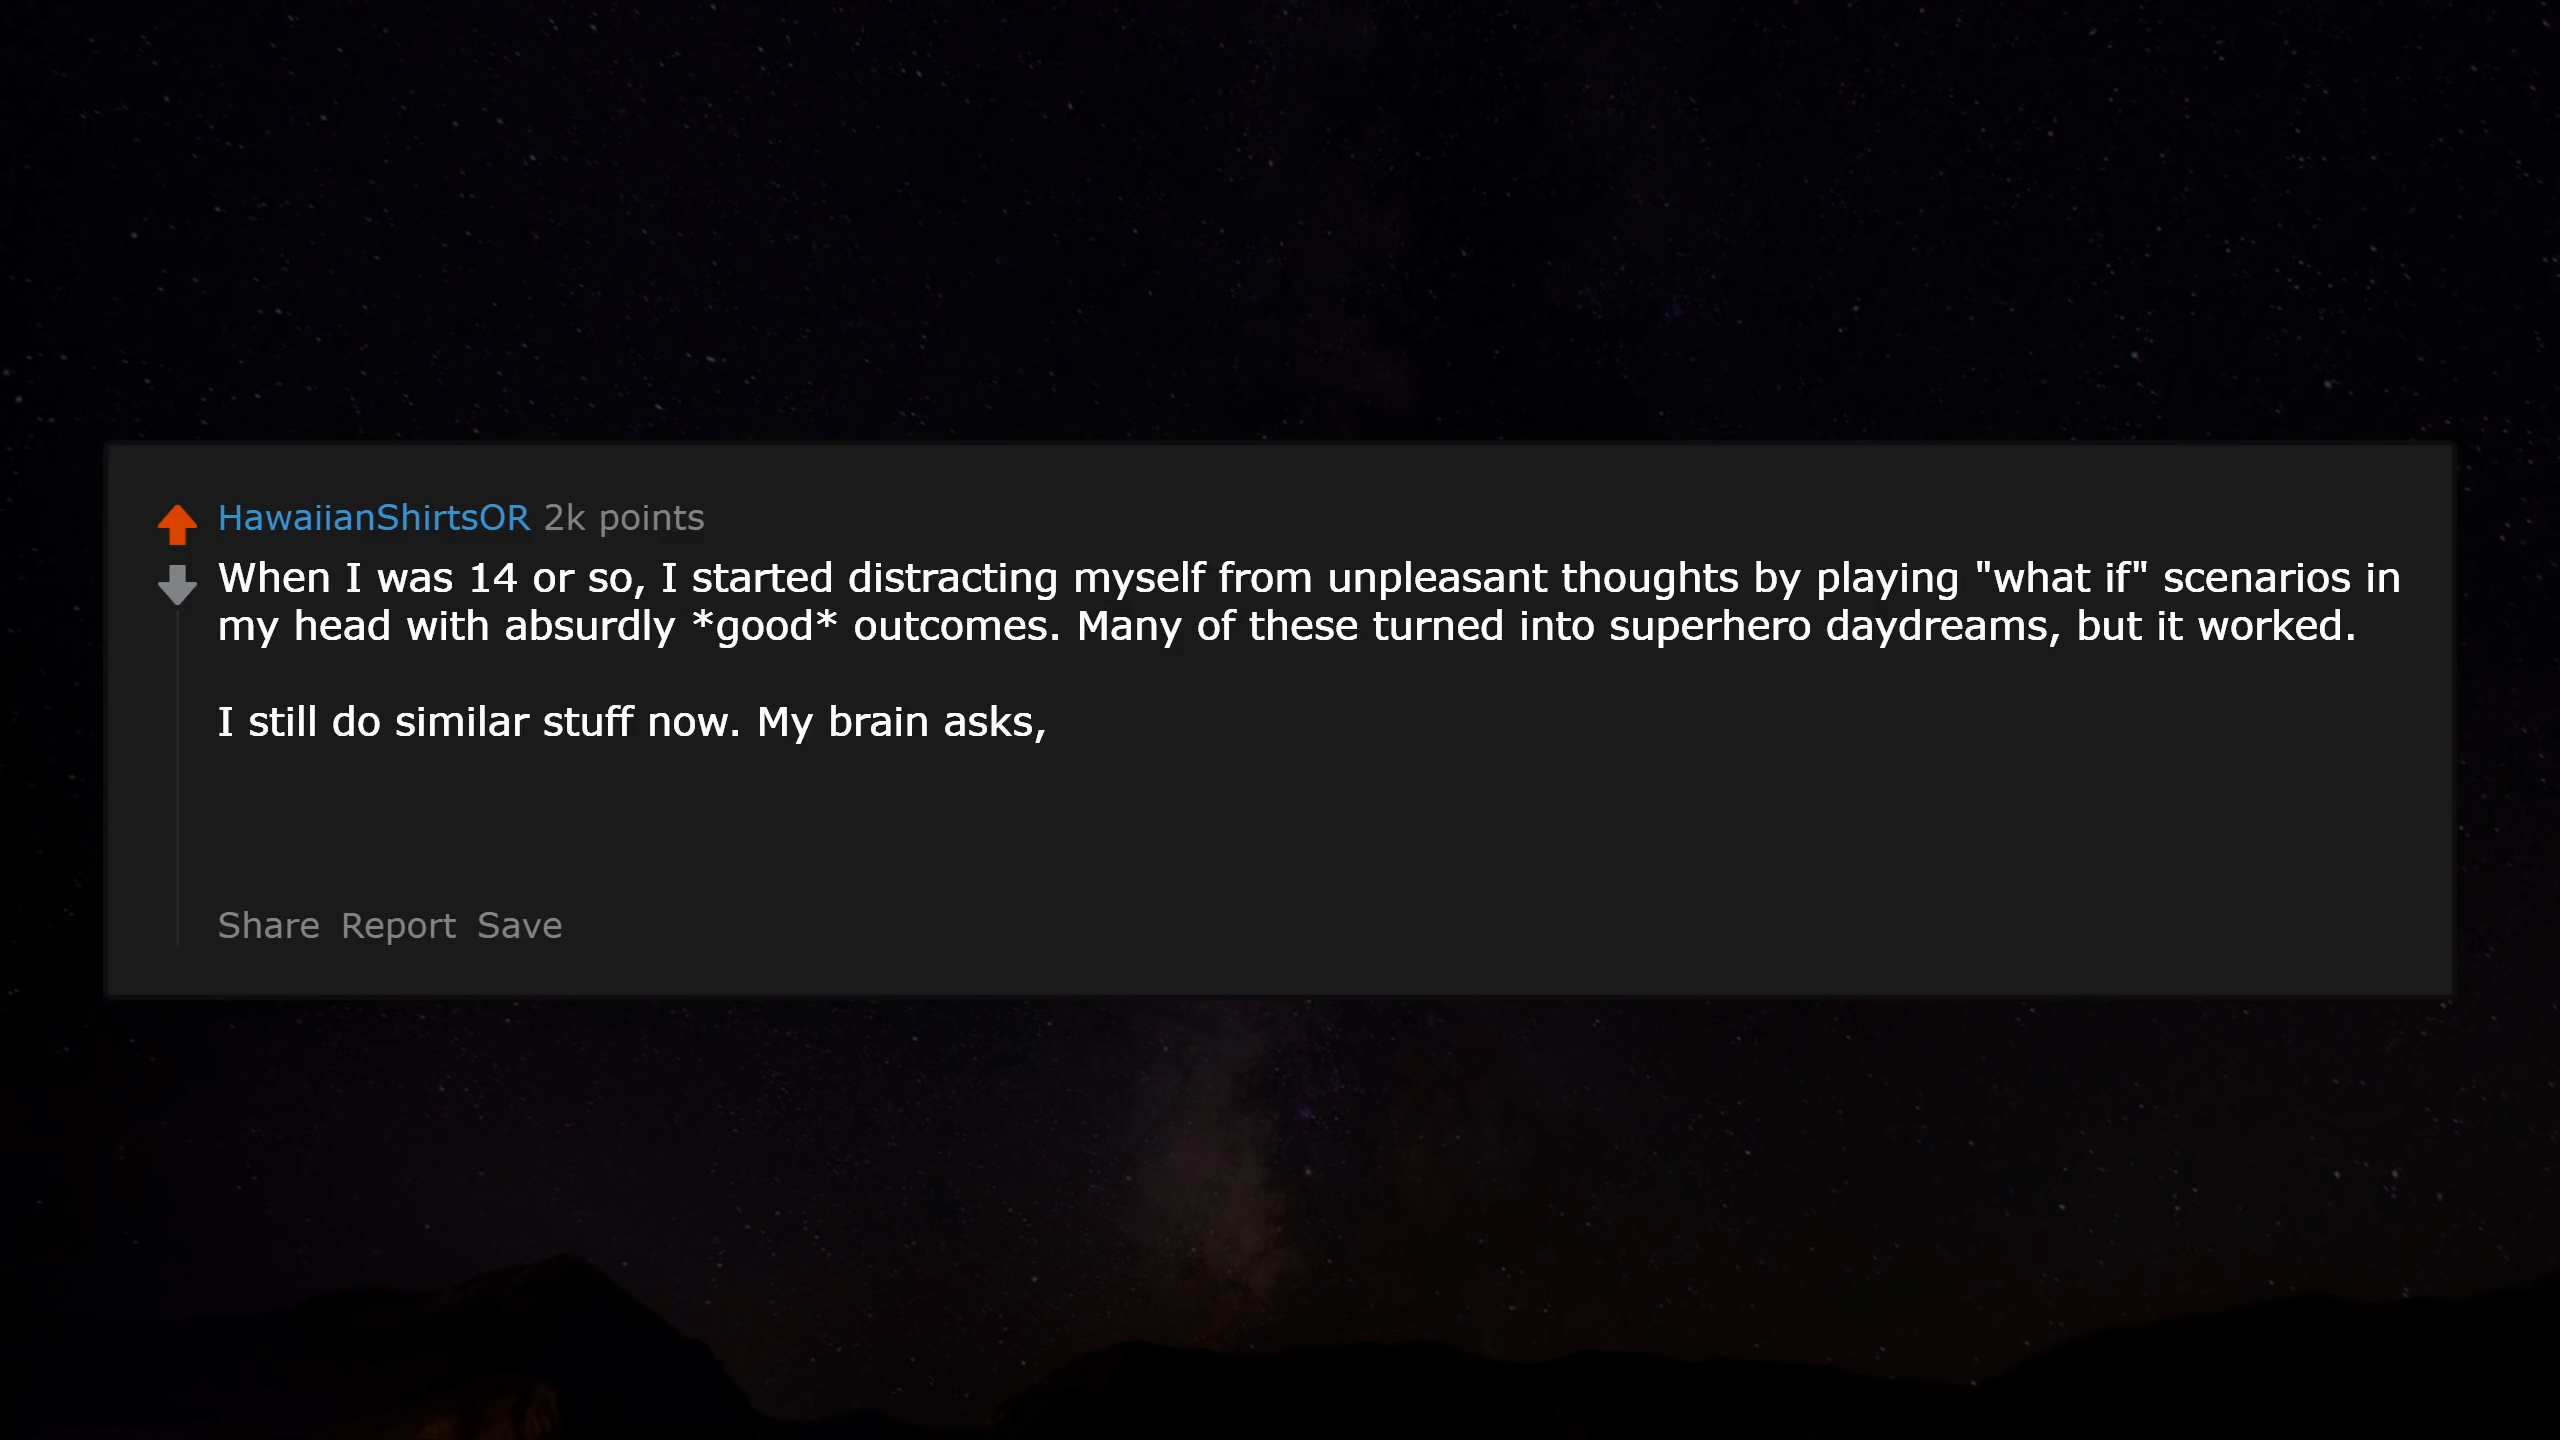 HawaiianShirtsOR 2k points
When I was 14 or so, I started distracting myself from unpleasant thoughts by playing "what if" scenarios in
my head with absurdly *good* outcomes. Many of these turned into superhero daydreams, but it worked.
I still do similar stuff now. My brain asks,
Share Report Save